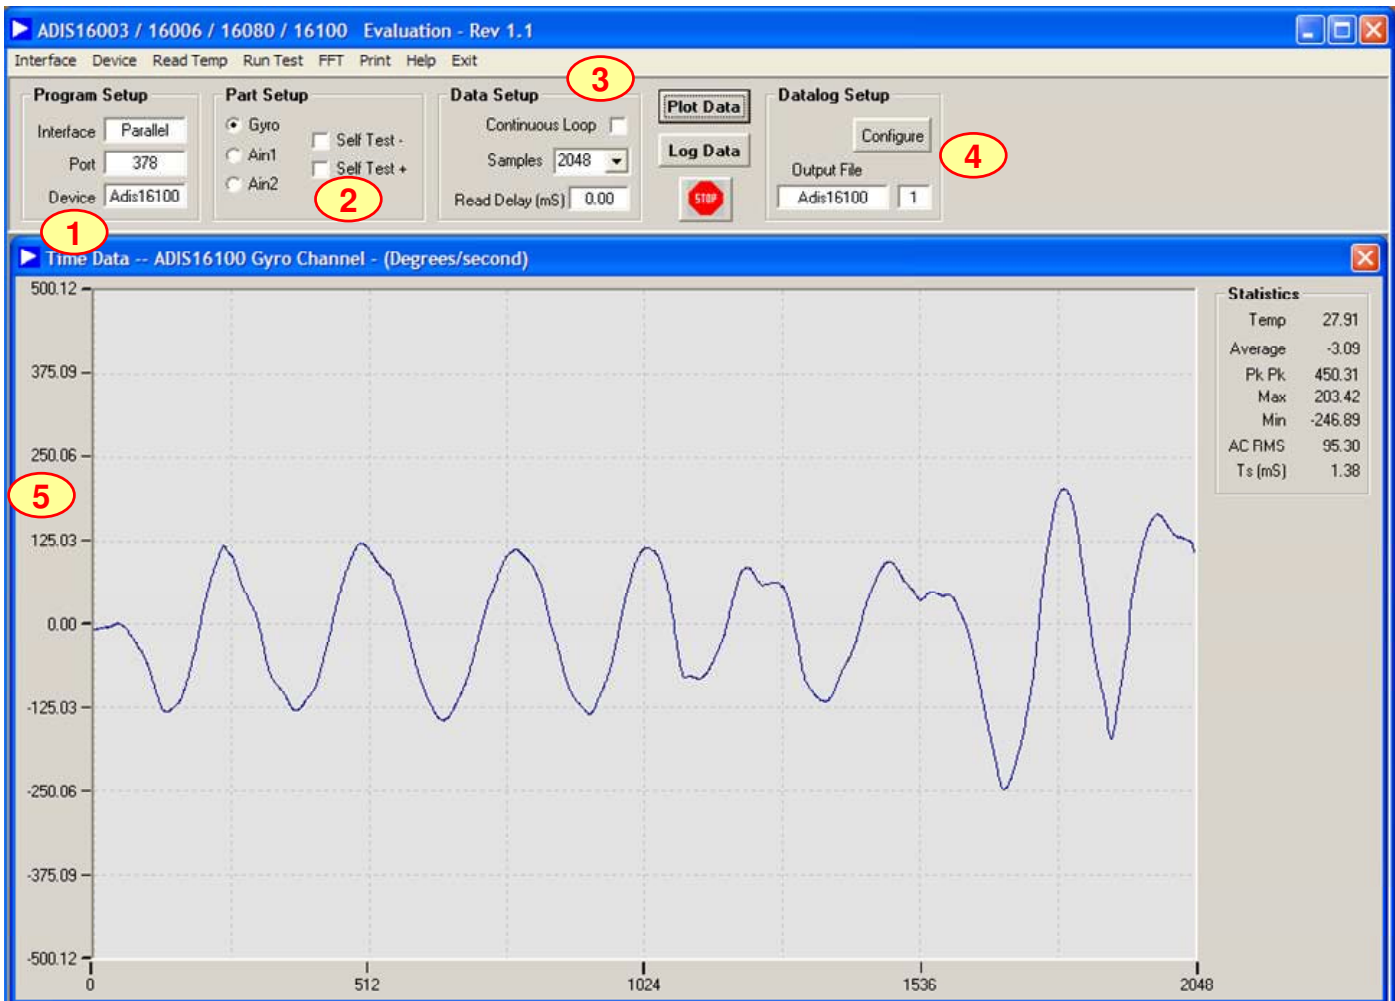 ADIS16003 / 16006 / 16080 / 16100 Evaluation - Rev 1.1
Interface Device Read Temp Run Test FFT Print Help Exit
3
Program Setup
Interface Parallel
Port 378
Device Adis16100
1
Part Setup
Gyro
Ain1
Ain2
Self Test -
Self Test +
2
Data Setup
Continuous Loop
Samples 2048
Read Delay (mS) 0.00
Plot Data
Log Data
STOP
Datalog Setup
Configure
4
Output File
Adis16100 1
Time Data -- ADIS16100 Gyro Channel - (Degrees/second)
500.12
375.09
250.06
5
125.03
0.00
-125.03
-250.06
-375.09
-500.12
0 512 1024 1536 2048
Statistics
Temp 27.91
Average -3.09
Pk Pk 450.31
Max 203.42
Min -246.89
AC RMS 95.30
Ts (mS) 1.38